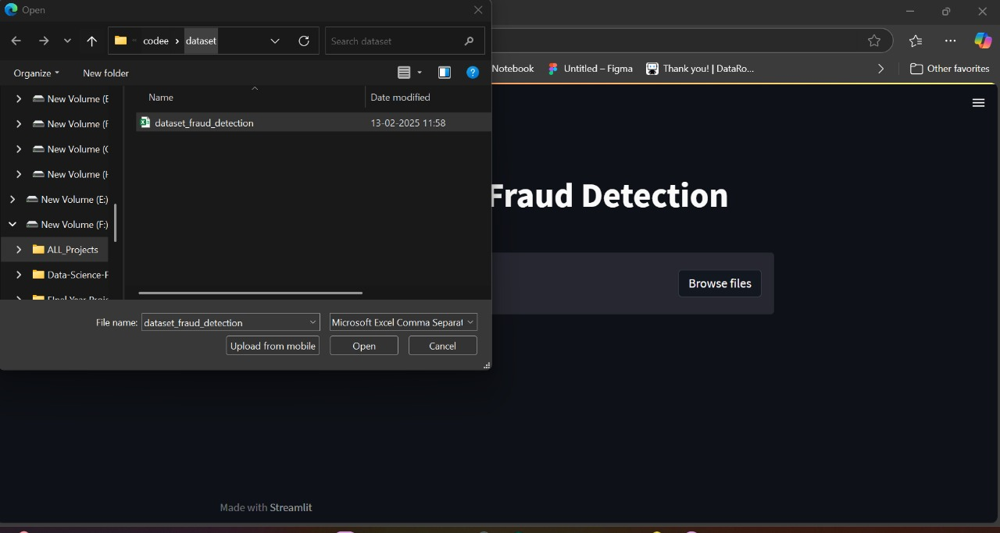 Open
codee › dataset
Search dataset
Organize
New folder
Notebook
Untitled – Figma
Thank you! | DataRo...
Other favorites
Name
Date modified
New Volume (E
dataset_fraud_detection
13-02-2025 11:58
New Volume (F
New Volume (
New Volume (
New Volume (E:)
New Volume (F:)
ALL_Projects
Data-Science-
Fraud Detection
Browse files
File name:
dataset_fraud_detection
Microsoft Excel Comma Separat
Upload from mobile
Open
Cancel
Made with Streamlit